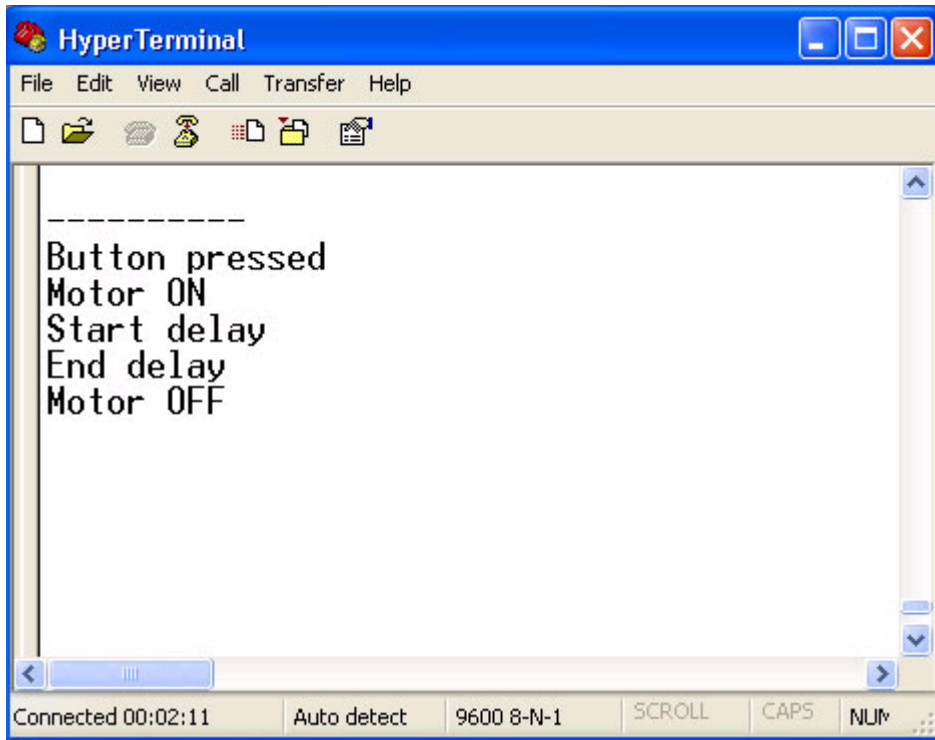 HyperTerminal
File Edit View Call Transfer Help
----------
Button pressed
Motor ON
Start delay
End delay
Motor OFF
Connected 00:02:11 Auto detect 9600 8-N-1 SCROLL CAPS